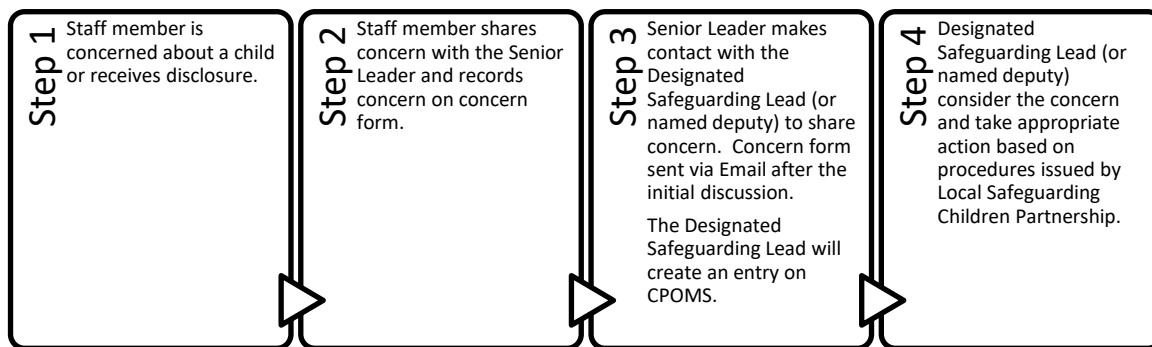 Step 1
Staff member is
concerned about a child
or receives disclosure.
Step 2
Staff member shares
concern with the Senior
Leader and records
concern on concern
form.
Step 3
Senior Leader makes
contact with the
Designated
Safeguarding Lead (or
named deputy) to share
concern.  Concern form
sent via Email after the
initial discussion.
The Designated
Safeguarding Lead will
create an entry on
CPOMS.
Step 4
Designated
Safeguarding Lead (or
named deputy)
consider the concern
and take appropriate
action based on
procedures issued by
Local Safeguarding
Children Partnership.